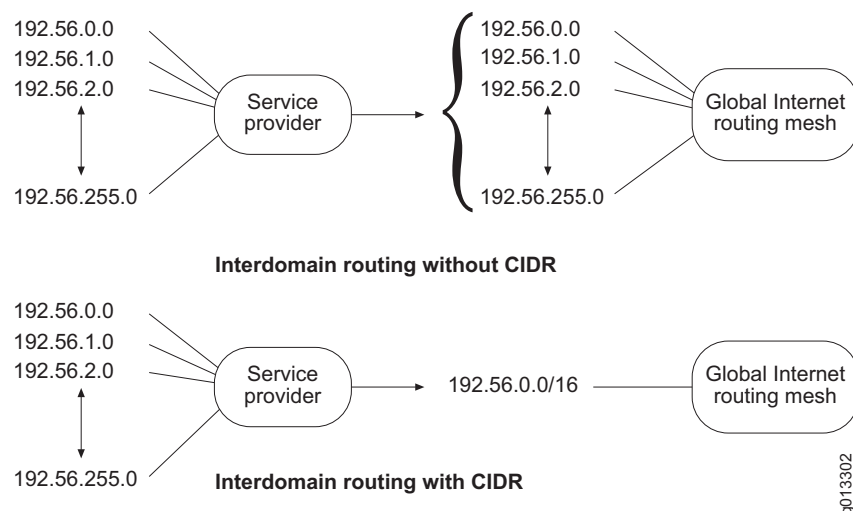 192.56.0.0
192.56.1.0
192.56.2.0
192.56.255.0
Service
provider
192.56.0.0
192.56.1.0
192.56.2.0
192.56.255.0
Global Internet
routing mesh
Interdomain routing without CIDR
192.56.0.0
192.56.1.0
192.56.2.0
192.56.255.0
Service
provider
192.56.0.0/16
Global Internet
routing mesh
Interdomain routing with CIDR
g013302